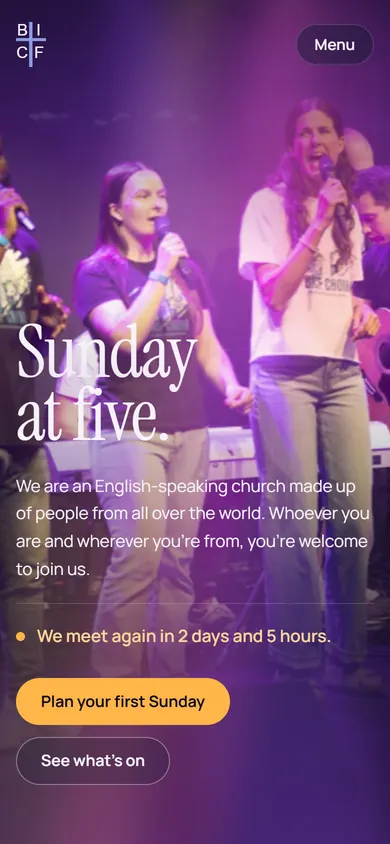 B I
C F
Menu
Sunday
at five.
We are an English-speaking church made up
of people from all over the world. Whoever you
are and wherever you're from, you're welcome
to join us.
We meet again in 2 days and 5 hours.
Plan your first Sunday
See what's on